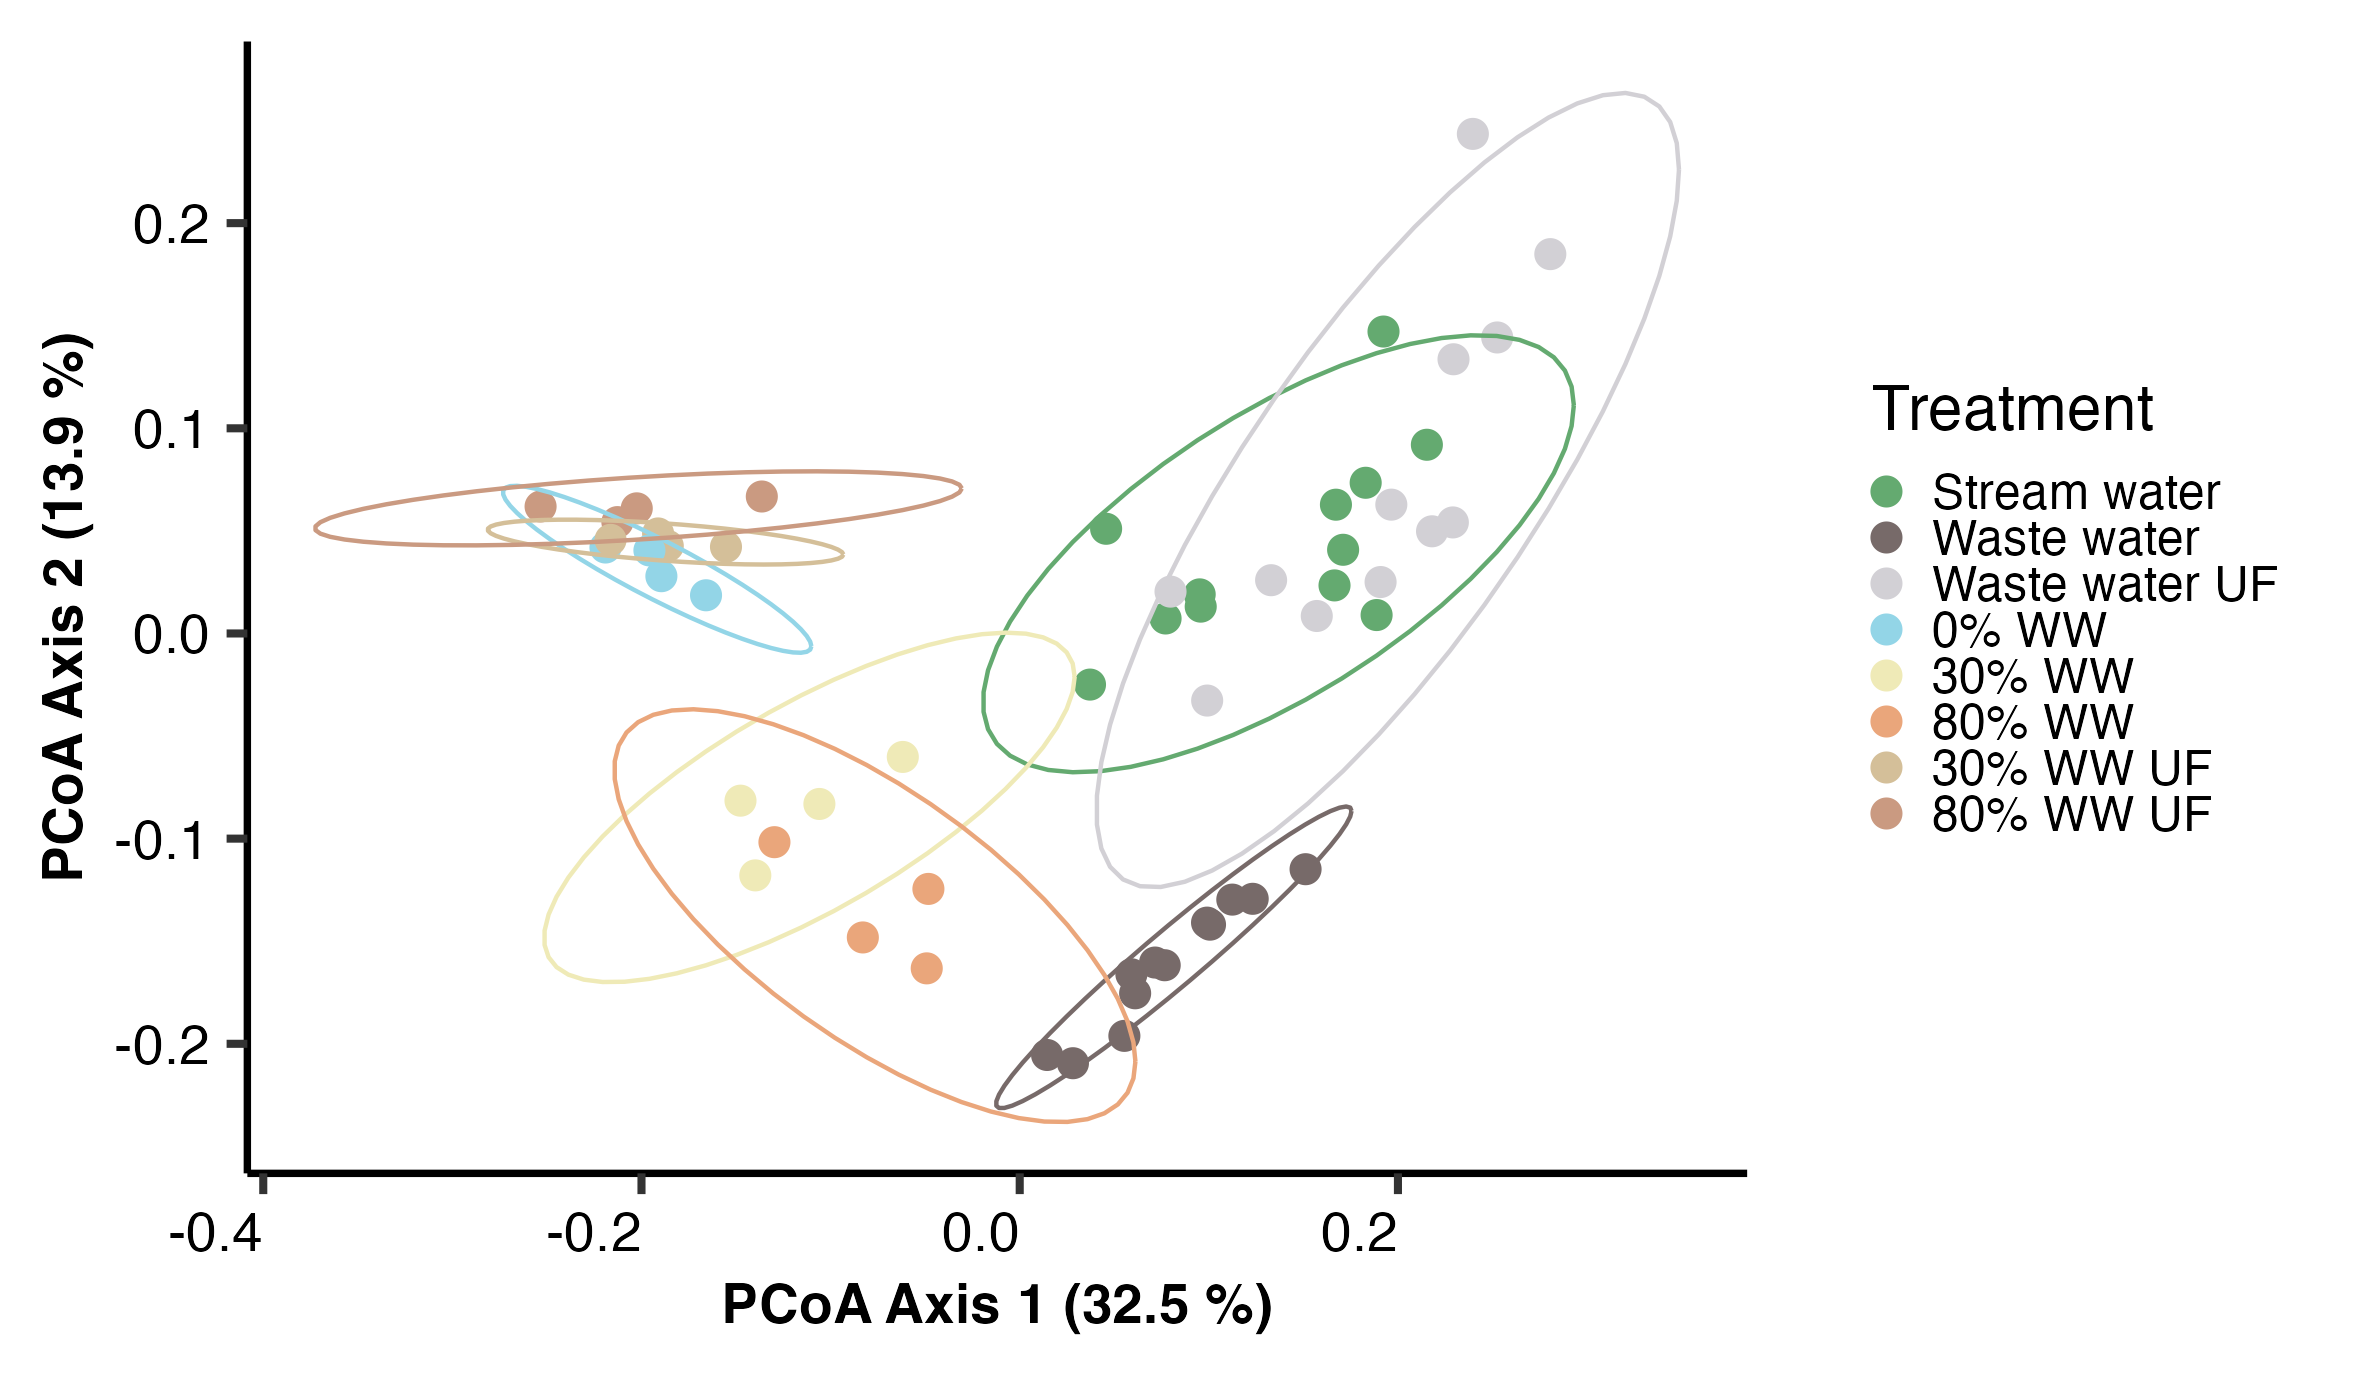 PCoA Axis 2 (13.9 %)
0.2
0.1
0.0
-0.1
-0.2
-0.4
-0.2
0.0
0.2
PCoA Axis 1 (32.5 %)
Treatment
Stream water
Waste water
Waste water UF
0% WW
30% WW
80% WW
30% WW UF
80% WW UF